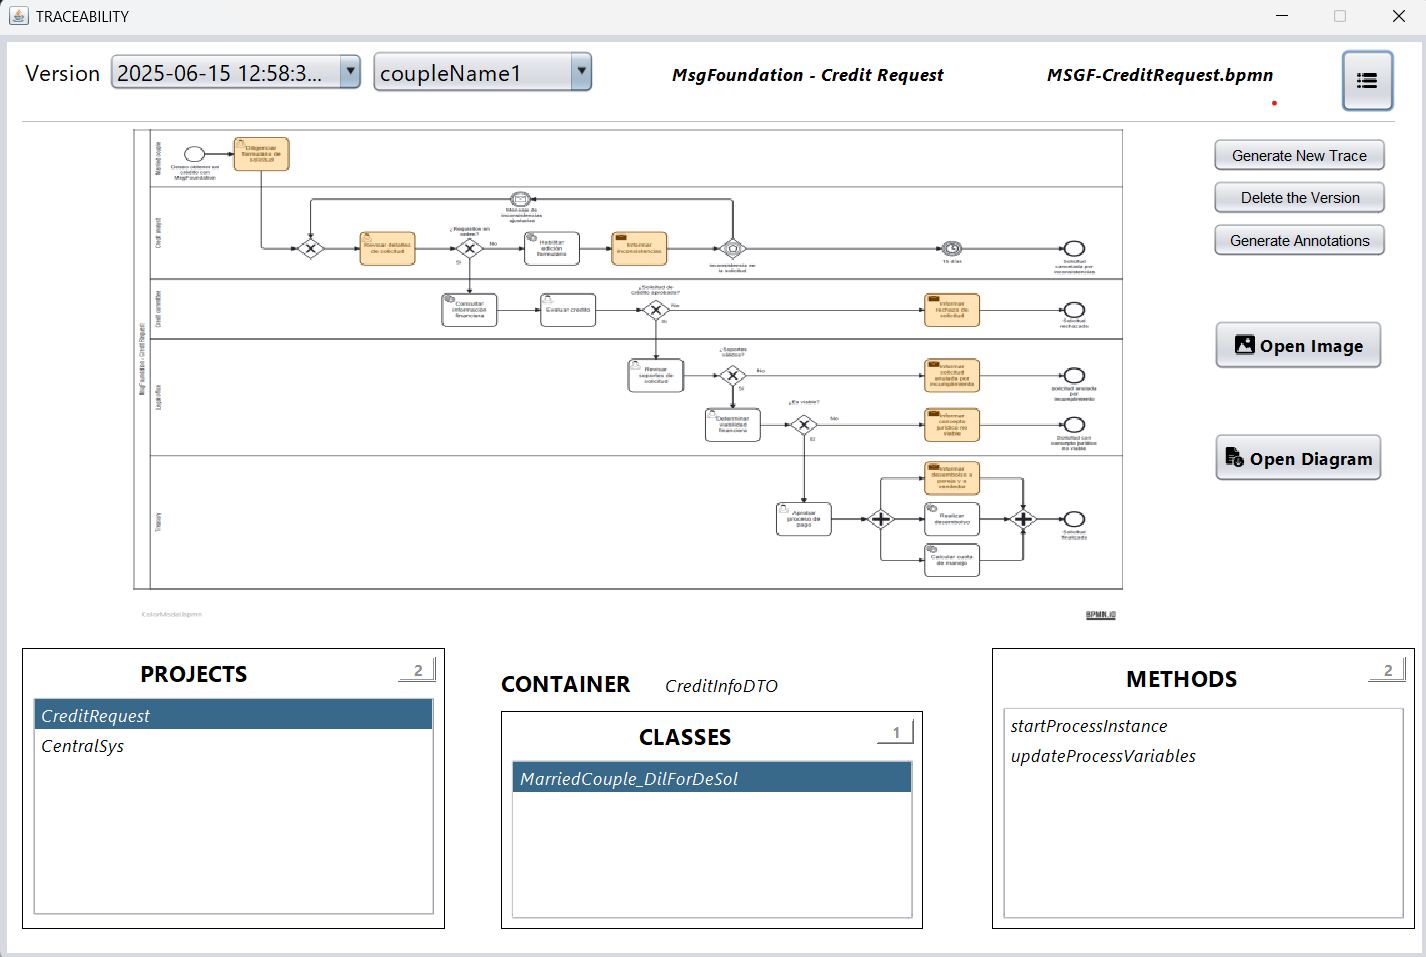 TRACEABILITY
Version
2025-06-15 12:58:3...
coupleName1
MsgFoundation - Credit Request
MSGF-CreditRequest.bpmn
Generate New Trace
Delete the Version
Generate Annotations
Open Image
Open Diagram
Married couple
Deseo obtener un
crédito con
MsgFoundation
Diligenciar
formulario de
solicitud
Credit analyst
Mensaje de
inconsistencias
ajustadas
Revisar detalles
de solicitud
¿Requisitos en
orden?
No
Si
Habilitar
edición
formulario
Informar
inconsistencias
Inconsistencia en
la solicitud
15 días
Solicitud
cancelada por
inconsistencias
MsgFoundation - Credit Request
Credit committee
Consultar
información
financiera
Evaluar crédito
¿Solicitud de
crédito aprobada?
No
Si
Informar
rechazo de
solicitud
Solicitud
rechazada
Legal office
Revisar
soportes de
solicitud
¿Soportes
válidos?
No
Si
Informar
solicitud
anulada por
incumplimiento
Solicitud anulada
por
incumplimiento
Determinar
viabilidad
financiera
¿Es viable?
No
Si
Informar
concepto
jurídico no
viable
Solicitud con
concepto jurídico
no viable
Treasury
Aprobar
proceso de
pago
Informar
desembolso a
pareja y a
vendedor
Realizar
desembolso
Calcular cuota
de manejo
Solicitud
finalizada
BPMN.iO
PROJECTS
2
CreditRequest
CentralSys
CONTAINER
CreditInfoDTO
CLASSES
1
MarriedCouple_DilForDeSol
METHODS
2
startProcessInstance
updateProcessVariables